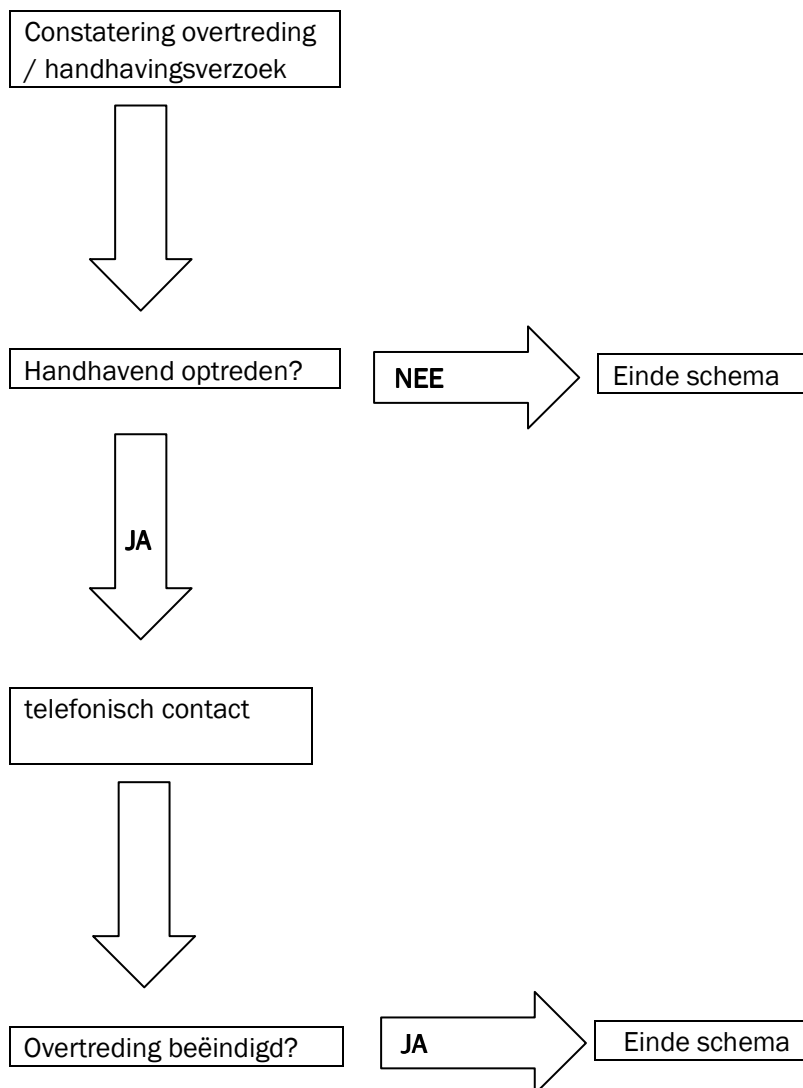 Constatering overtreding
/ handhavingsverzoek
Handhavend optreden?
NEE
Einde schema
JA
telefonisch contact
Overtreding beëindigd?
JA
Einde schema